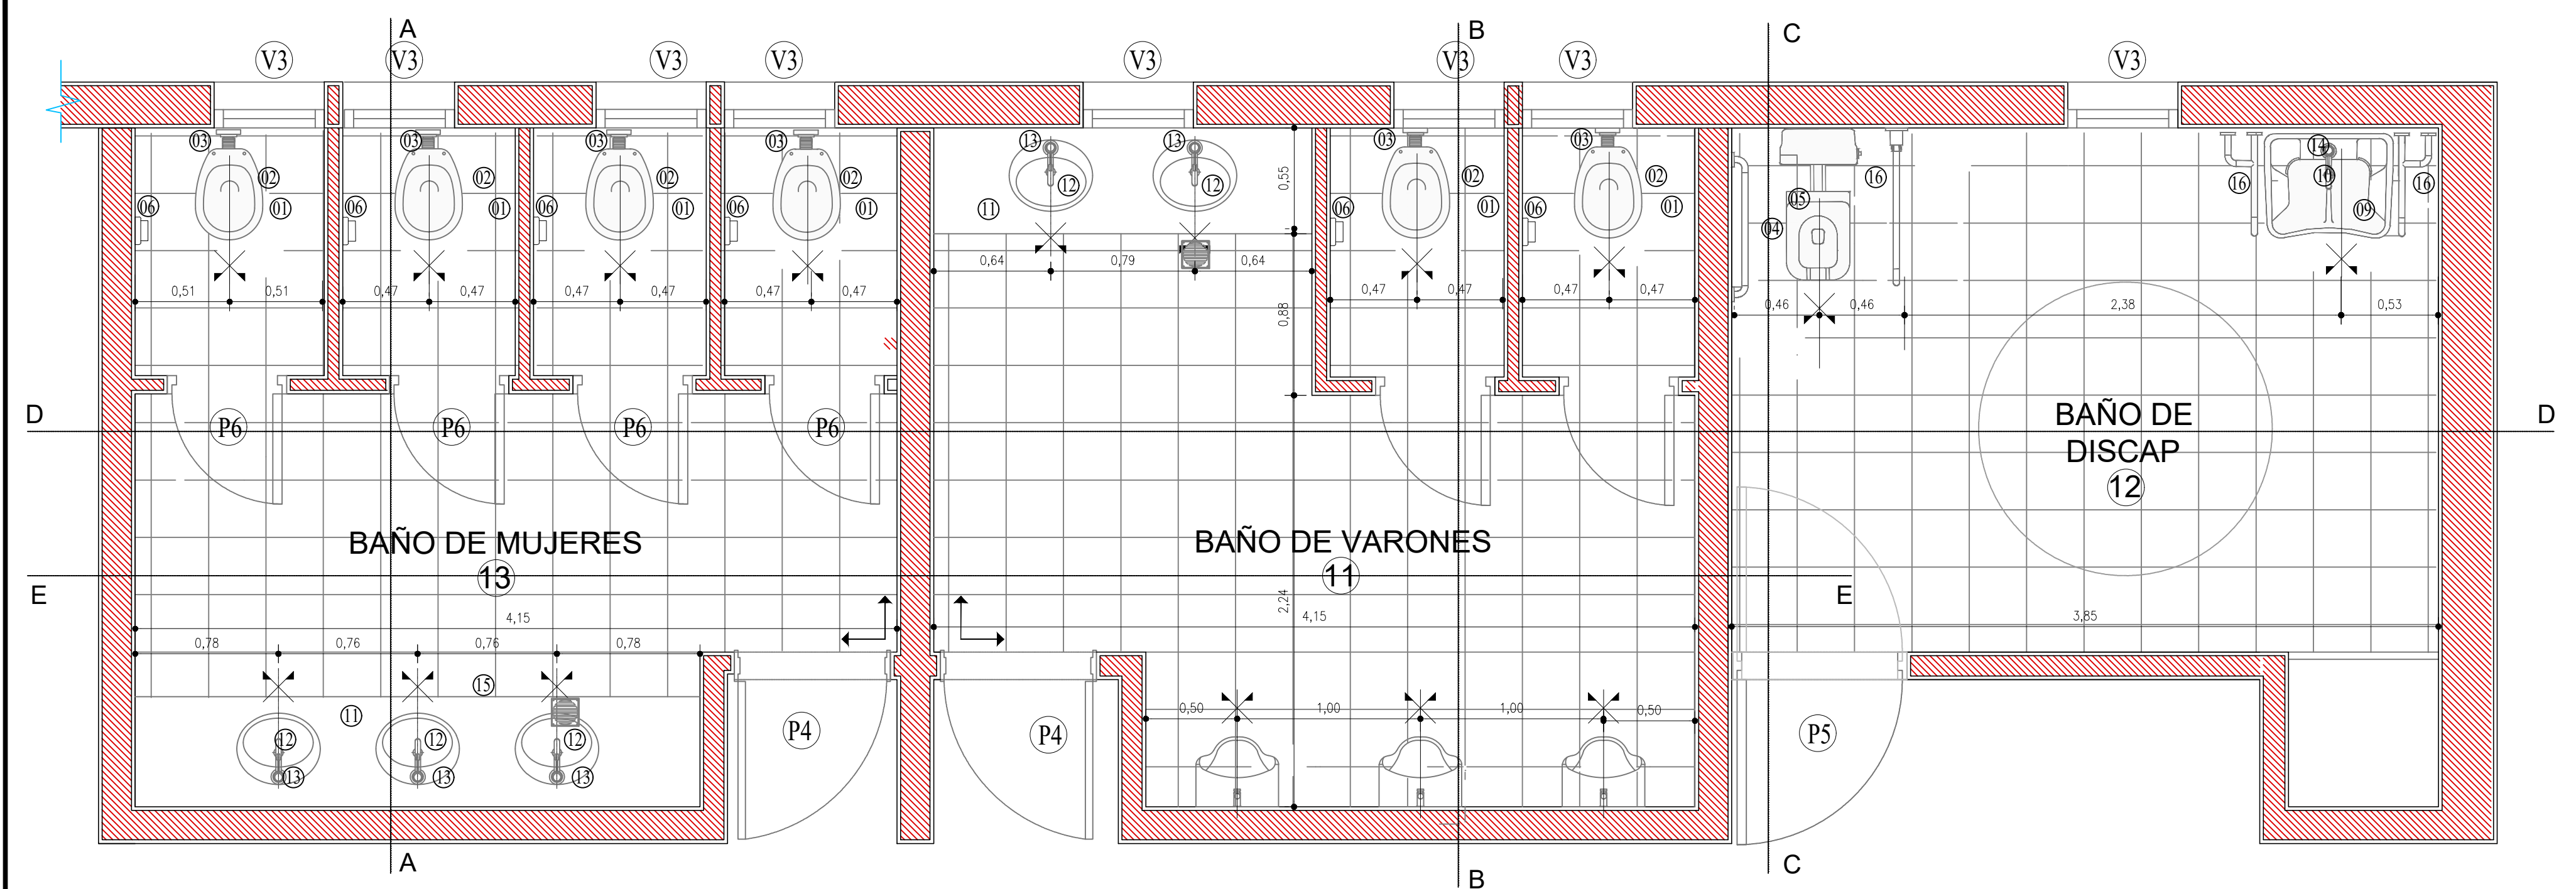 A
B
C
V3
V3
V3
V3
V3
V3
V3
V3
03
03
03
03
13
13
03
03
14
02
02
02
02
12
12
02
02
16
16
10
16
06
01
06
01
06
01
06
01
11
06
01
06
01
05
04
09
0,55
0,64
0,79
0,64
0,51
0,51
0,47
0,47
0,47
0,47
0,47
0,47
0,88
0,47
0,47
0,47
0,47
0,46
0,46
2,38
0,53
D
P6
P6
P6
P6
BAÑO DE
DISCAP
12
D
BAÑO DE MUJERES
13
BAÑO DE VARONES
11
E
E
2,24
4,15
4,15
3,85
0,78
0,76
0,76
0,78
15
11
12
12
12
13
13
13
P4
P4
0,50
1,00
1,00
0,50
P5
A
B
C